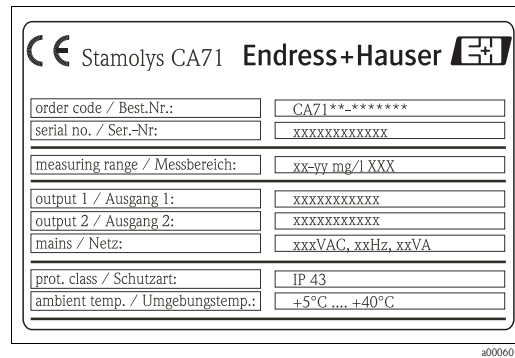 CE Stamolys CA71 Endress+Hauser E+H
order code / Best.Nr.: CA71**-*******
serial no. / Ser.-Nr: xxxxxxxxxxxx
measuring range / Messbereich: xx-yy mg/l XXX
output 1 / Ausgang 1: xxxxxxxxxxx
output 2 / Ausgang 2: xxxxxxxxxxx
mains / Netz: xxxVAC, xxHz, xxVA
prot. class / Schutzart: IP 43
ambient temp. / Umgebungstemp.: +5°C .... +40°C
a00060